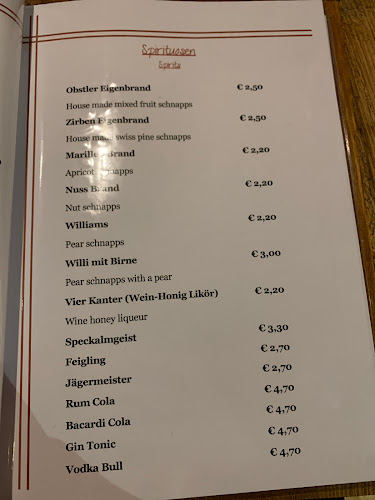 Spirituosen
Spirits
Obstler Eigenbrand € 2,50
House made mixed fruit schnapps
Zirben Eigenbrand € 2,50
House made swiss pine schnapps
Marillen Brand € 2,20
Apricot schnapps
Nuss Brand € 2,20
Nut schnapps
Williams € 2,20
Pear schnapps
Willi mit Birne € 3,00
Pear schnapps with a pear
Vier Kanter (Wein-Honig Likör) € 2,20
Wine honey liqueur
Speckalmgeist € 3,30
Feigling € 2,70
Jägermeister € 2,70
Rum Cola € 4,70
Bacardi Cola € 4,70
Gin Tonic € 4,70
Vodka Bull € 4,70